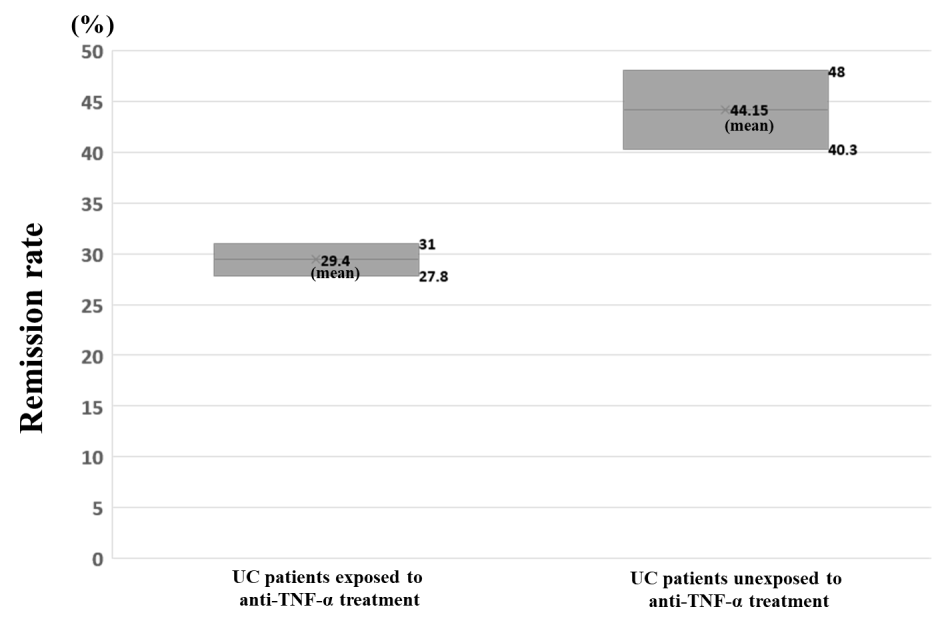 (%)
50
48
45
44.15
(mean)
40
40.3
35
31
30
29.4
(mean)
27.8
25
20
15
10
5
0
Remission rate
UC patients exposed to
anti-TNF-α treatment
UC patients unexposed to
anti-TNF-α treatment